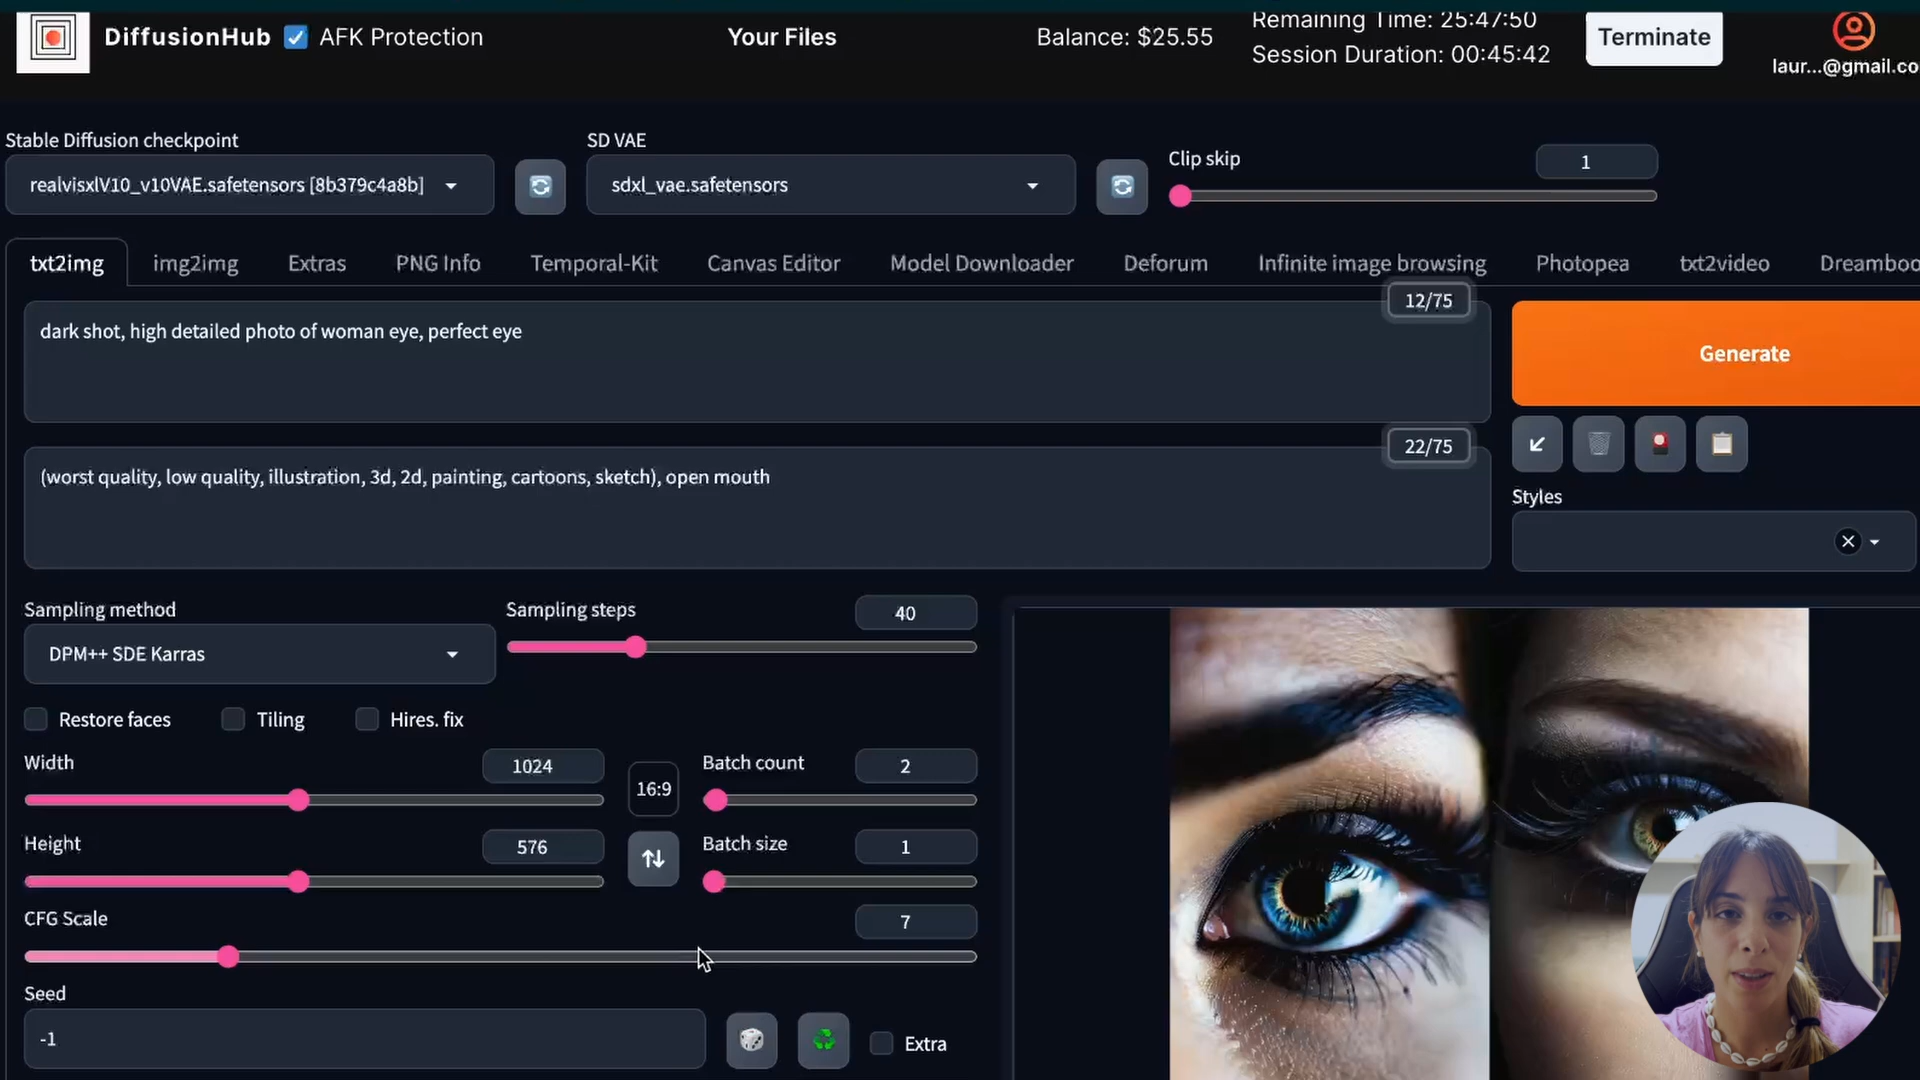 DiffusionHub
AFK Protection
Your Files
Balance: $25.55
Remaining Time: 25:47:50
Session Duration: 00:45:42
Terminate
laur...@gmail.co
Stable Diffusion checkpoint
realvisxlV10_v10VAE.safetensors [8b379c4a8b]
SD VAE
sdxl_vae.safetensors
Clip skip
1
txt2img
img2img
Extras
PNG Info
Temporal-Kit
Canvas Editor
Model Downloader
Deforum
Infinite image browsing
Photopea
txt2video
Dreamboo
12/75
dark shot, high detailed photo of woman eye, perfect eye
Generate
22/75
(worst quality, low quality, illustration, 3d, 2d, painting, cartoons, sketch), open mouth
Styles
Sampling method
DPM++ SDE Karras
Sampling steps
40
Restore faces
Tiling
Hires. fix
Width
1024
16:9
Batch count
2
Height
576
Batch size
1
CFG Scale
7
Seed
-1
Extra